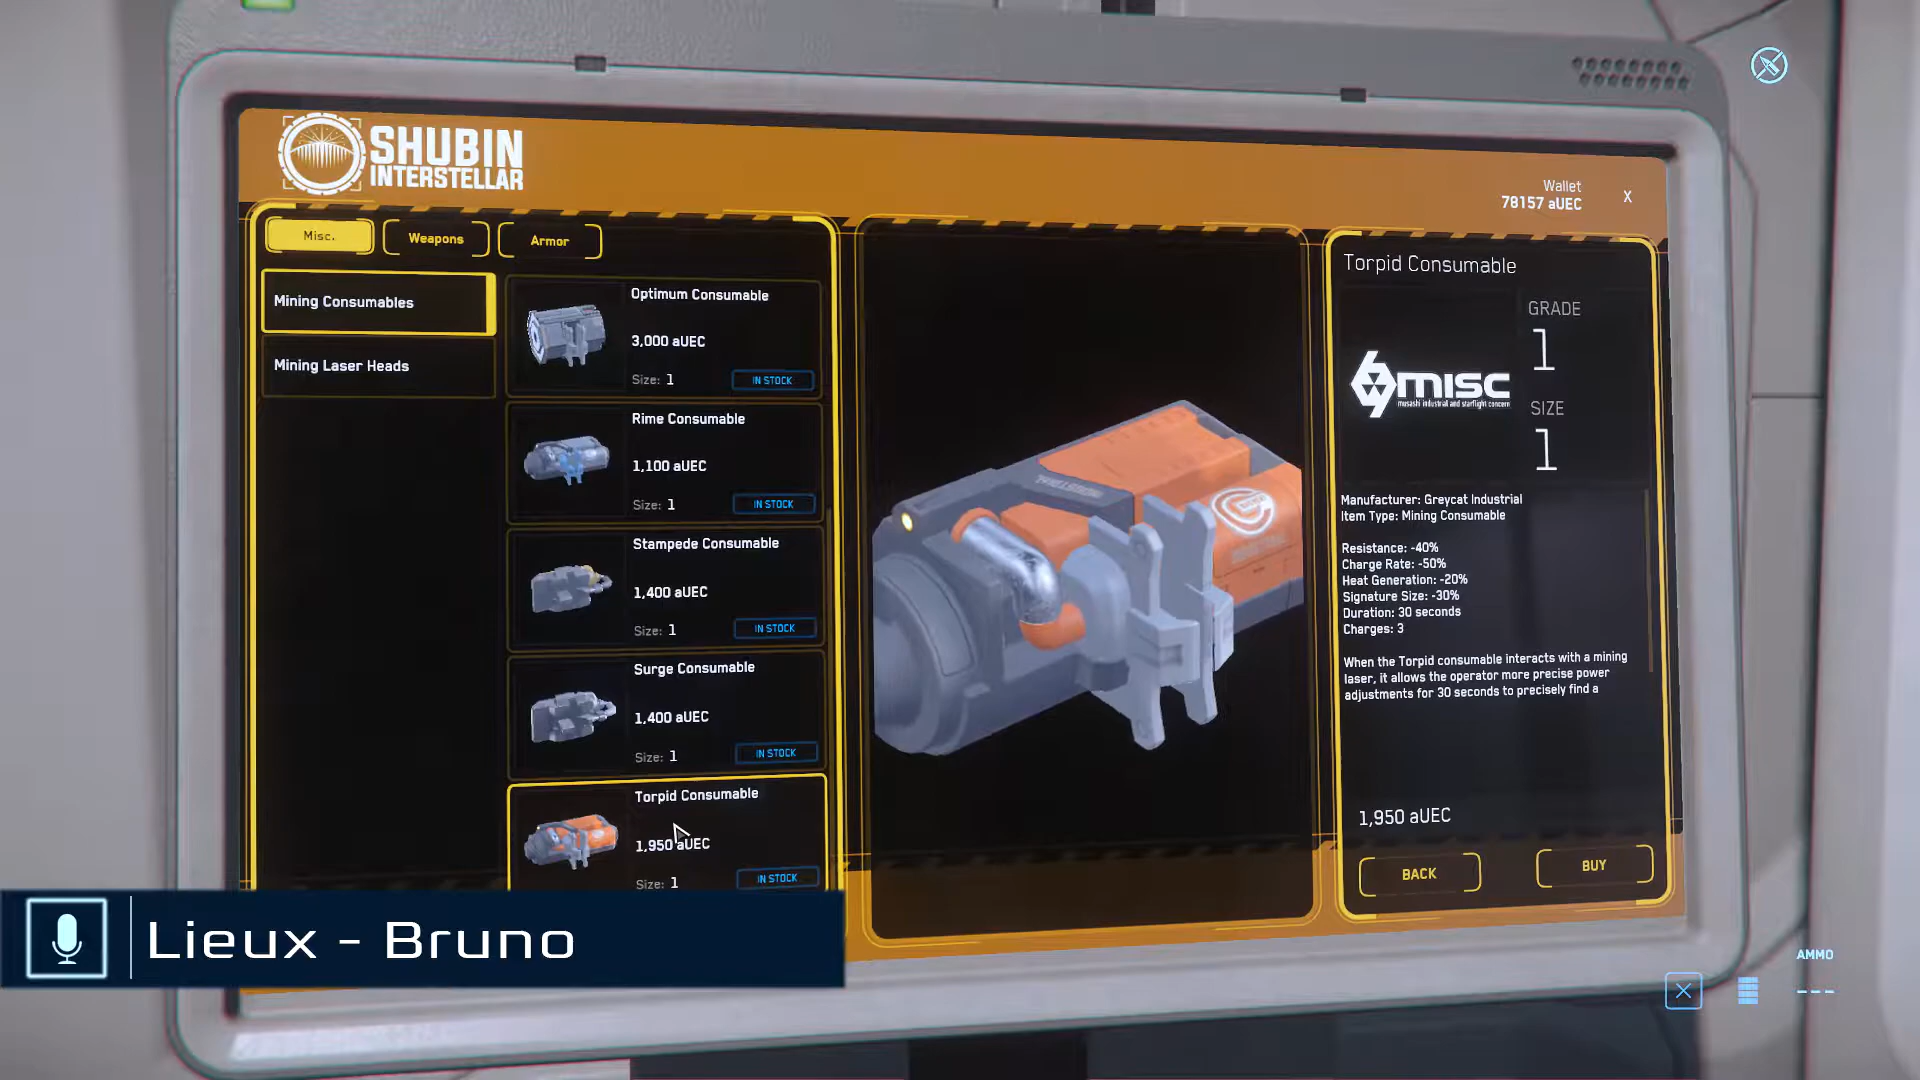 SHUBIN
INTERSTELLAR
Wallet
78157 aUEC
X
Misc.
Weapons
Armor
Mining Consumables
Mining Laser Heads
Optimum Consumable
3,000 aUEC
Size: 1
IN STOCK
Rime Consumable
1,100 aUEC
Size: 1
IN STOCK
Stampede Consumable
1,400 aUEC
Size: 1
IN STOCK
Surge Consumable
1,400 aUEC
Size: 1
IN STOCK
Torpid Consumable
1,950 aUEC
Size: 1
IN STOCK
Torpid Consumable
GRADE
1
MISC
musashi industrial and starflight concern
SIZE
1
Manufacturer: Greycat Industrial
Item Type: Mining Consumable
Resistance: -40%
Charge Rate: -50%
Heat Generation: -20%
Signature Size: -30%
Duration: 30 seconds
Charges: 3
When the Torpid consumable interacts with a mining
laser, it allows the operator more precise power
adjustments for 30 seconds to precisely find a
1,950 aUEC
BACK
BUY
Lieux - Bruno
AMMO
---